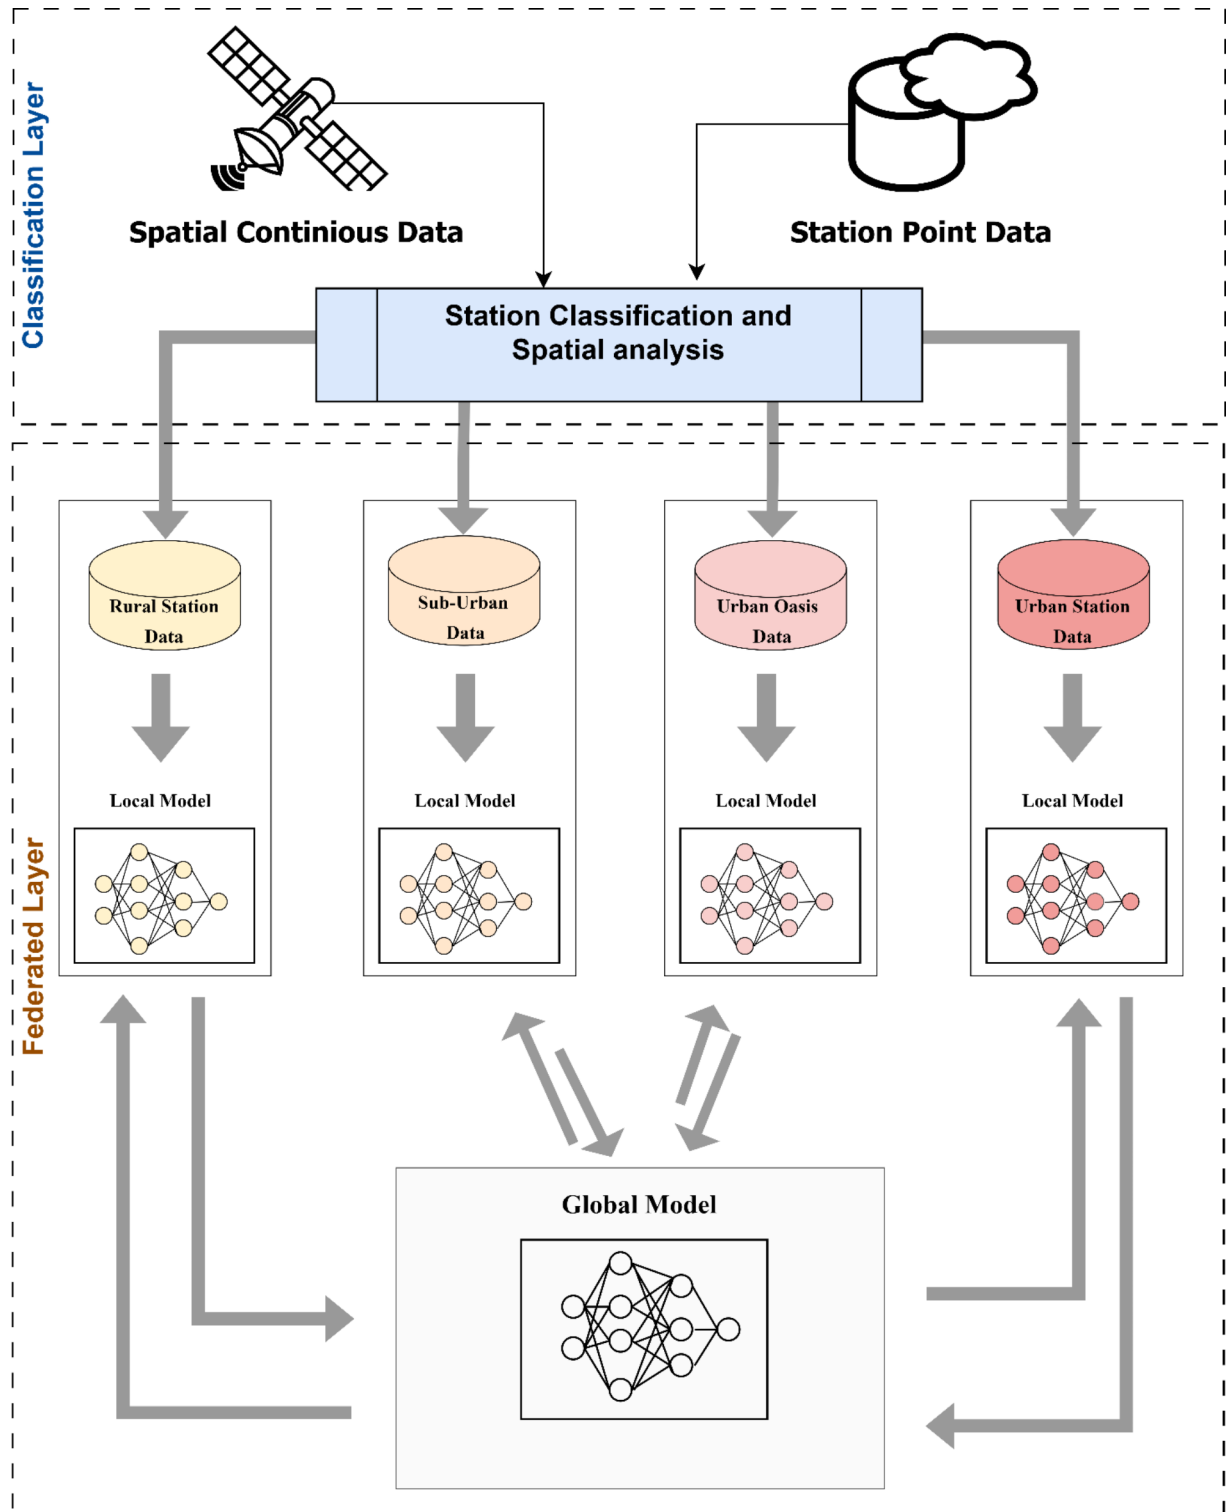 Classification Layer
Spatial Continious Data
Station Point Data
Station Classification and
Spatial analysis
Federated Layer
Rural Station
Data
Sub-Urban
Data
Urban Oasis
Data
Urban Station
Data
Local Model
Local Model
Local Model
Local Model
Global Model